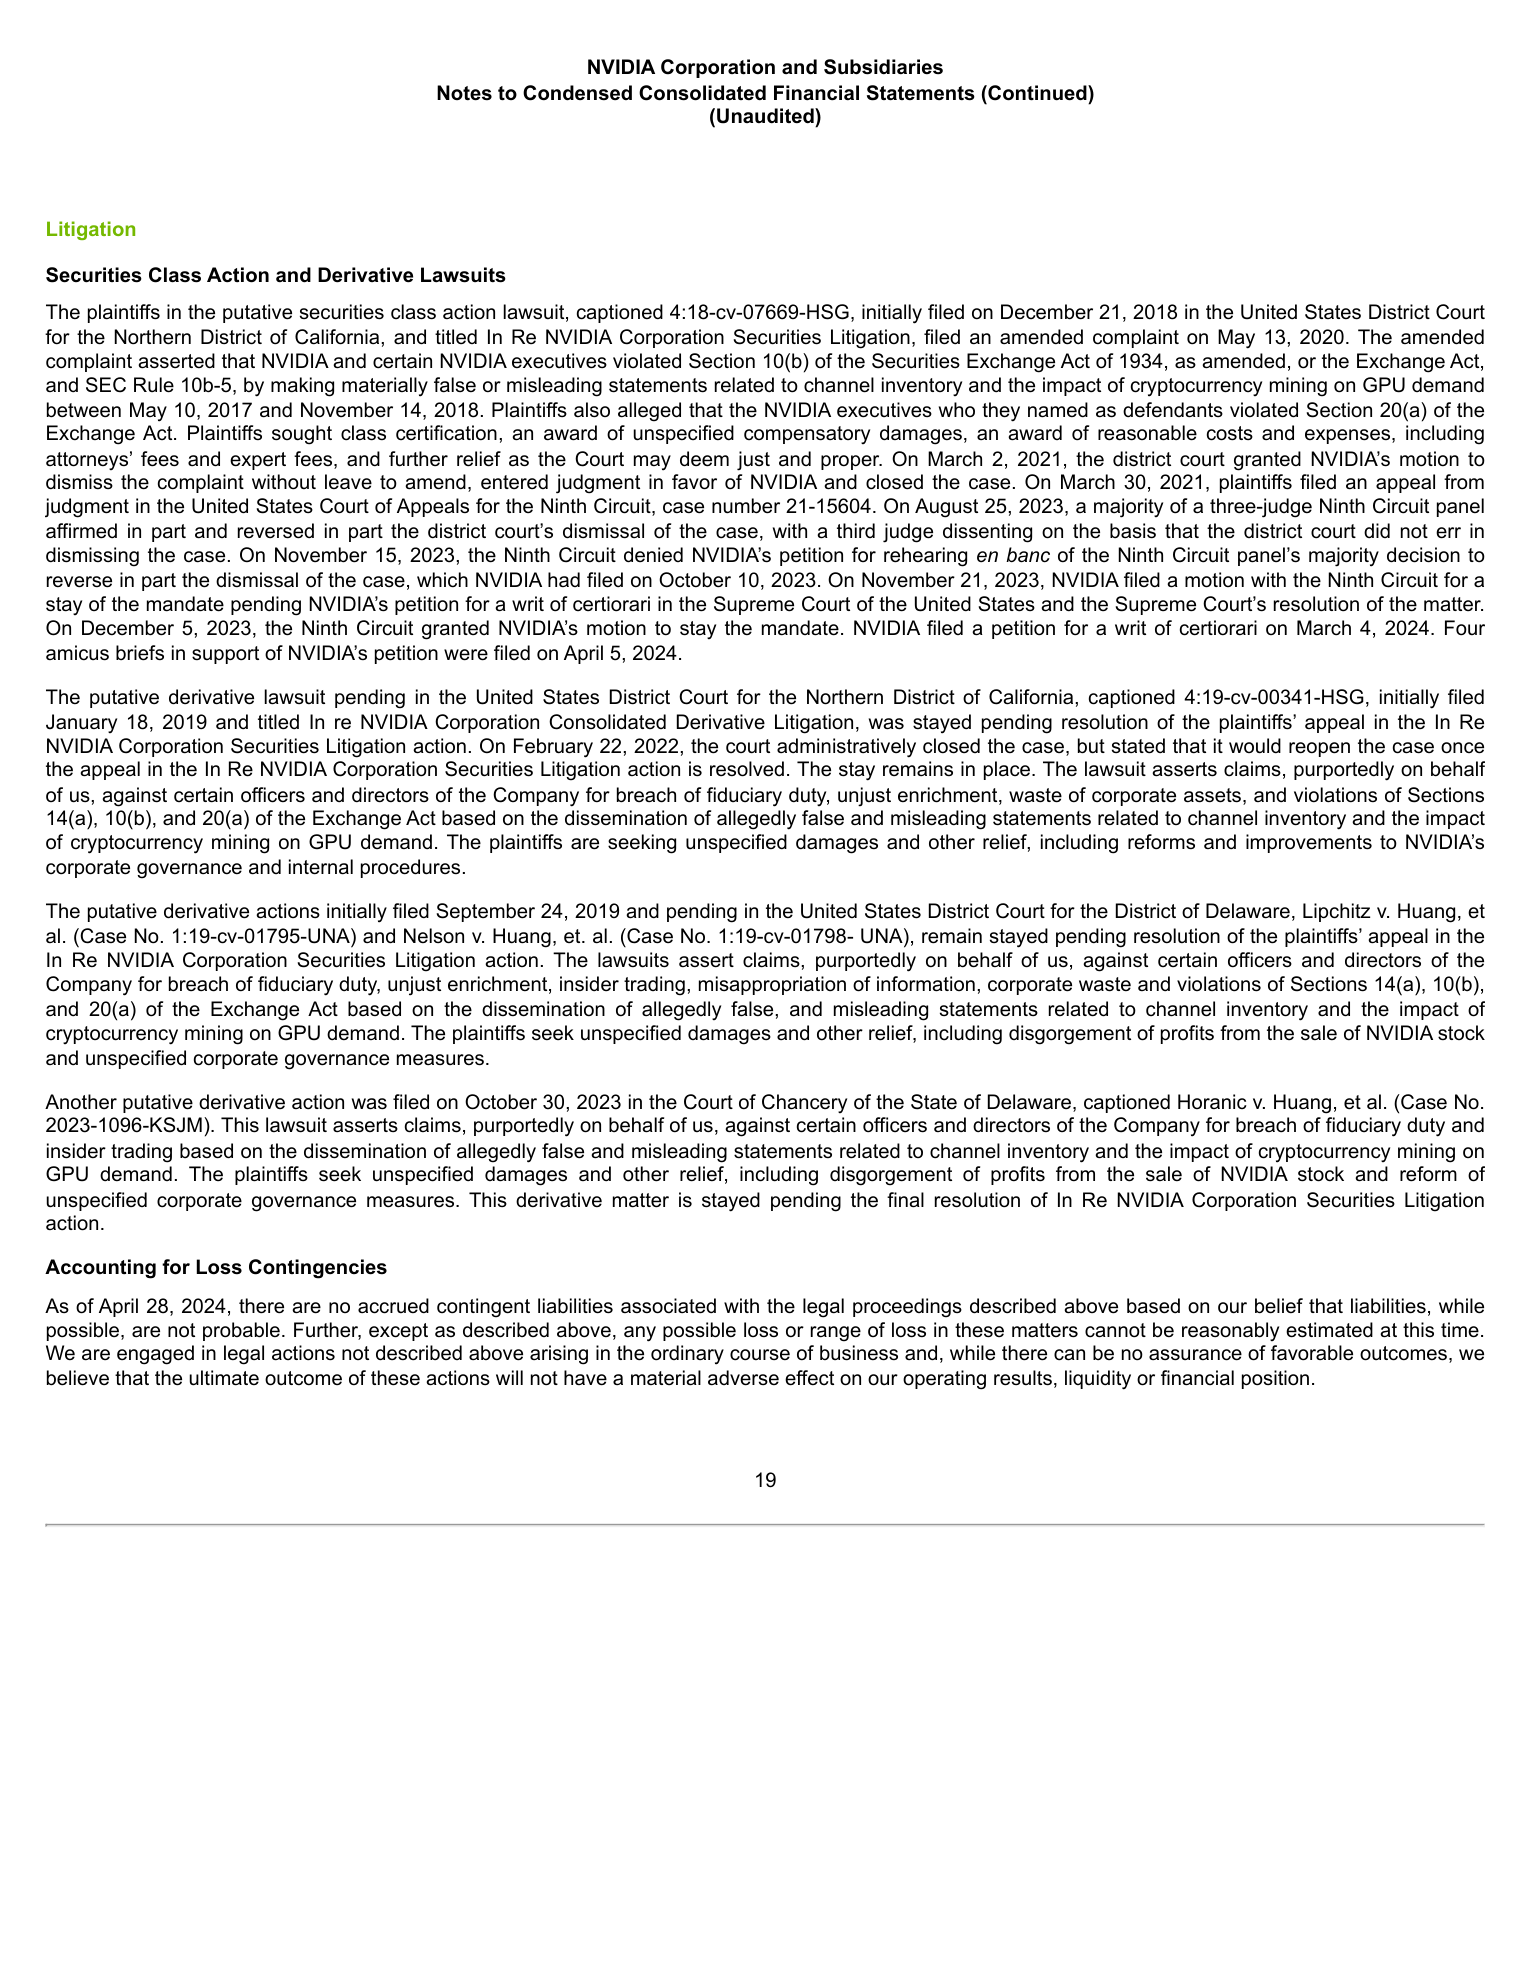 NVIDIA Corporation and Subsidiaries
Notes to Condensed Consolidated Financial Statements (Continued)
(Unaudited)
Litigation
Securities Class Action and Derivative Lawsuits
The plaintiffs in the putative securities class action lawsuit, captioned 4:18-cv-07669-HSG, initially filed on December 21, 2018 in the United States District Court
for the Northern District of California, and titled In Re NVIDIA Corporation Securities Litigation, filed an amended complaint on May 13, 2020. The amended
complaint asserted that NVIDIA and certain NVIDIA executives violated Section 10(b) of the Securities Exchange Act of 1934, as amended, or the Exchange Act,
and SEC Rule 10b-5, by making materially false or misleading statements related to channel inventory and the impact of cryptocurrency mining on GPU demand
between May 10, 2017 and November 14, 2018. Plaintiffs also alleged that the NVIDIA executives who they named as defendants violated Section 20(a) of the
Exchange Act. Plaintiffs sought class certification, an award of unspecified compensatory damages, an award of reasonable costs and expenses, including
attorneys’ fees and expert fees, and further relief as the Court may deem just and proper. On March 2, 2021, the district court granted NVIDIA’s motion to
dismiss the complaint without leave to amend, entered judgment in favor of NVIDIA and closed the case. On March 30, 2021, plaintiffs filed an appeal from
judgment in the United States Court of Appeals for the Ninth Circuit, case number 21-15604. On August 25, 2023, a majority of a three-judge Ninth Circuit panel
affirmed in part and reversed in part the district court’s dismissal of the case, with a third judge dissenting on the basis that the district court did not err in
dismissing the case. On November 15, 2023, the Ninth Circuit denied NVIDIA’s petition for rehearing en banc of the Ninth Circuit panel’s majority decision to
reverse in part the dismissal of the case, which NVIDIA had filed on October 10, 2023. On November 21, 2023, NVIDIA filed a motion with the Ninth Circuit for a
stay of the mandate pending NVIDIA’s petition for a writ of certiorari in the Supreme Court of the United States and the Supreme Court’s resolution of the matter.
On December 5, 2023, the Ninth Circuit granted NVIDIA’s motion to stay the mandate. NVIDIA filed a petition for a writ of certiorari on March 4, 2024. Four
amicus briefs in support of NVIDIA’s petition were filed on April 5, 2024.
The putative derivative lawsuit pending in the United States District Court for the Northern District of California, captioned 4:19-cv-00341-HSG, initially filed
January 18, 2019 and titled In re NVIDIA Corporation Consolidated Derivative Litigation, was stayed pending resolution of the plaintiffs’ appeal in the In Re
NVIDIA Corporation Securities Litigation action. On February 22, 2022, the court administratively closed the case, but stated that it would reopen the case once
the appeal in the In Re NVIDIA Corporation Securities Litigation action is resolved. The stay remains in place. The lawsuit asserts claims, purportedly on behalf
of us, against certain officers and directors of the Company for breach of fiduciary duty, unjust enrichment, waste of corporate assets, and violations of Sections
14(a), 10(b), and 20(a) of the Exchange Act based on the dissemination of allegedly false and misleading statements related to channel inventory and the impact
of cryptocurrency mining on GPU demand. The plaintiffs are seeking unspecified damages and other relief, including reforms and improvements to NVIDIA’s
corporate governance and internal procedures.
The putative derivative actions initially filed September 24, 2019 and pending in the United States District Court for the District of Delaware, Lipchitz v. Huang, et
al. (Case No. 1:19-cv-01795-UNA) and Nelson v. Huang, et. al. (Case No. 1:19-cv-01798- UNA), remain stayed pending resolution of the plaintiffs’ appeal in the
In Re NVIDIA Corporation Securities Litigation action. The lawsuits assert claims, purportedly on behalf of us, against certain officers and directors of the
Company for breach of fiduciary duty, unjust enrichment, insider trading, misappropriation of information, corporate waste and violations of Sections 14(a), 10(b),
and 20(a) of the Exchange Act based on the dissemination of allegedly false, and misleading statements related to channel inventory and the impact of
cryptocurrency mining on GPU demand. The plaintiffs seek unspecified damages and other relief, including disgorgement of profits from the sale of NVIDIA stock
and unspecified corporate governance measures.
Another putative derivative action was filed on October 30, 2023 in the Court of Chancery of the State of Delaware, captioned Horanic v. Huang, et al. (Case No.
2023-1096-KSJM). This lawsuit asserts claims, purportedly on behalf of us, against certain officers and directors of the Company for breach of fiduciary duty and
insider trading based on the dissemination of allegedly false and misleading statements related to channel inventory and the impact of cryptocurrency mining on
GPU demand. The plaintiffs seek unspecified damages and other relief, including disgorgement of profits from the sale of NVIDIA stock and reform of
unspecified corporate governance measures. This derivative matter is stayed pending the final resolution of In Re NVIDIA Corporation Securities Litigation
action.
Accounting for Loss Contingencies
As of April 28, 2024, there are no accrued contingent liabilities associated with the legal proceedings described above based on our belief that liabilities, while
possible, are not probable. Further, except as described above, any possible loss or range of loss in these matters cannot be reasonably estimated at this time.
We are engaged in legal actions not described above arising in the ordinary course of business and, while there can be no assurance of favorable outcomes, we
believe that the ultimate outcome of these actions will not have a material adverse effect on our operating results, liquidity or financial position.
19